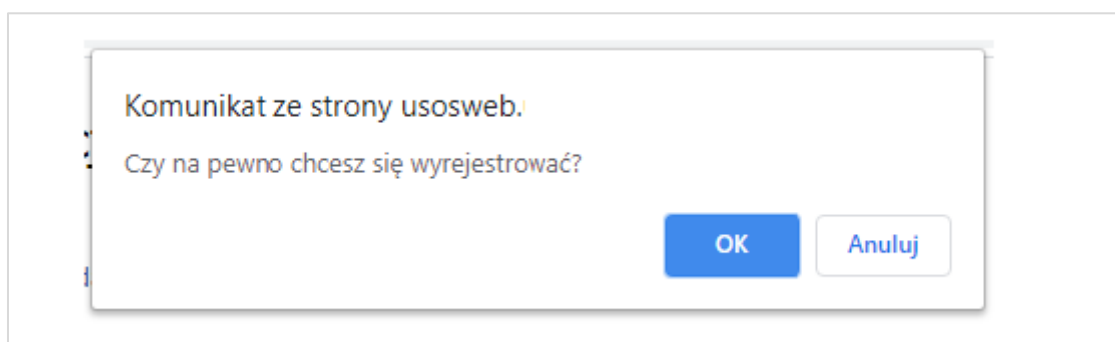 Komunikat ze strony usosweb.
Czy na pewno chcesz się wyrejestrować?
OK Anuluj